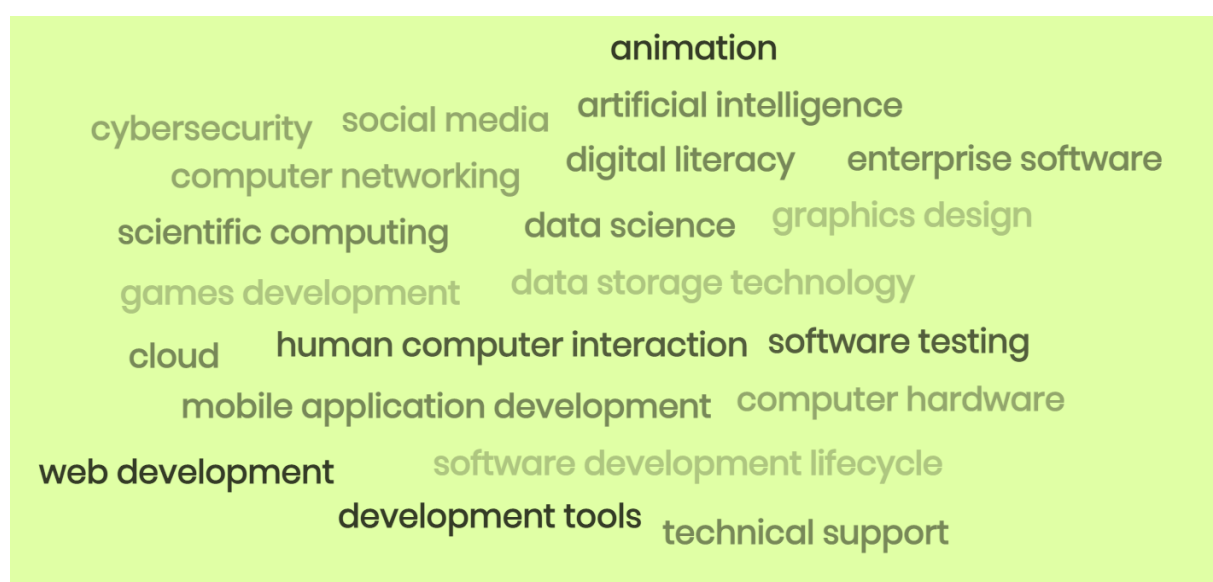 animation
cybersecurity social media artificial intelligence
computer networking digital literacy enterprise software
scientific computing data science graphics design
games development data storage technology
cloud human computer interaction software testing
mobile application development computer hardware
web development software development lifecycle
development tools technical support